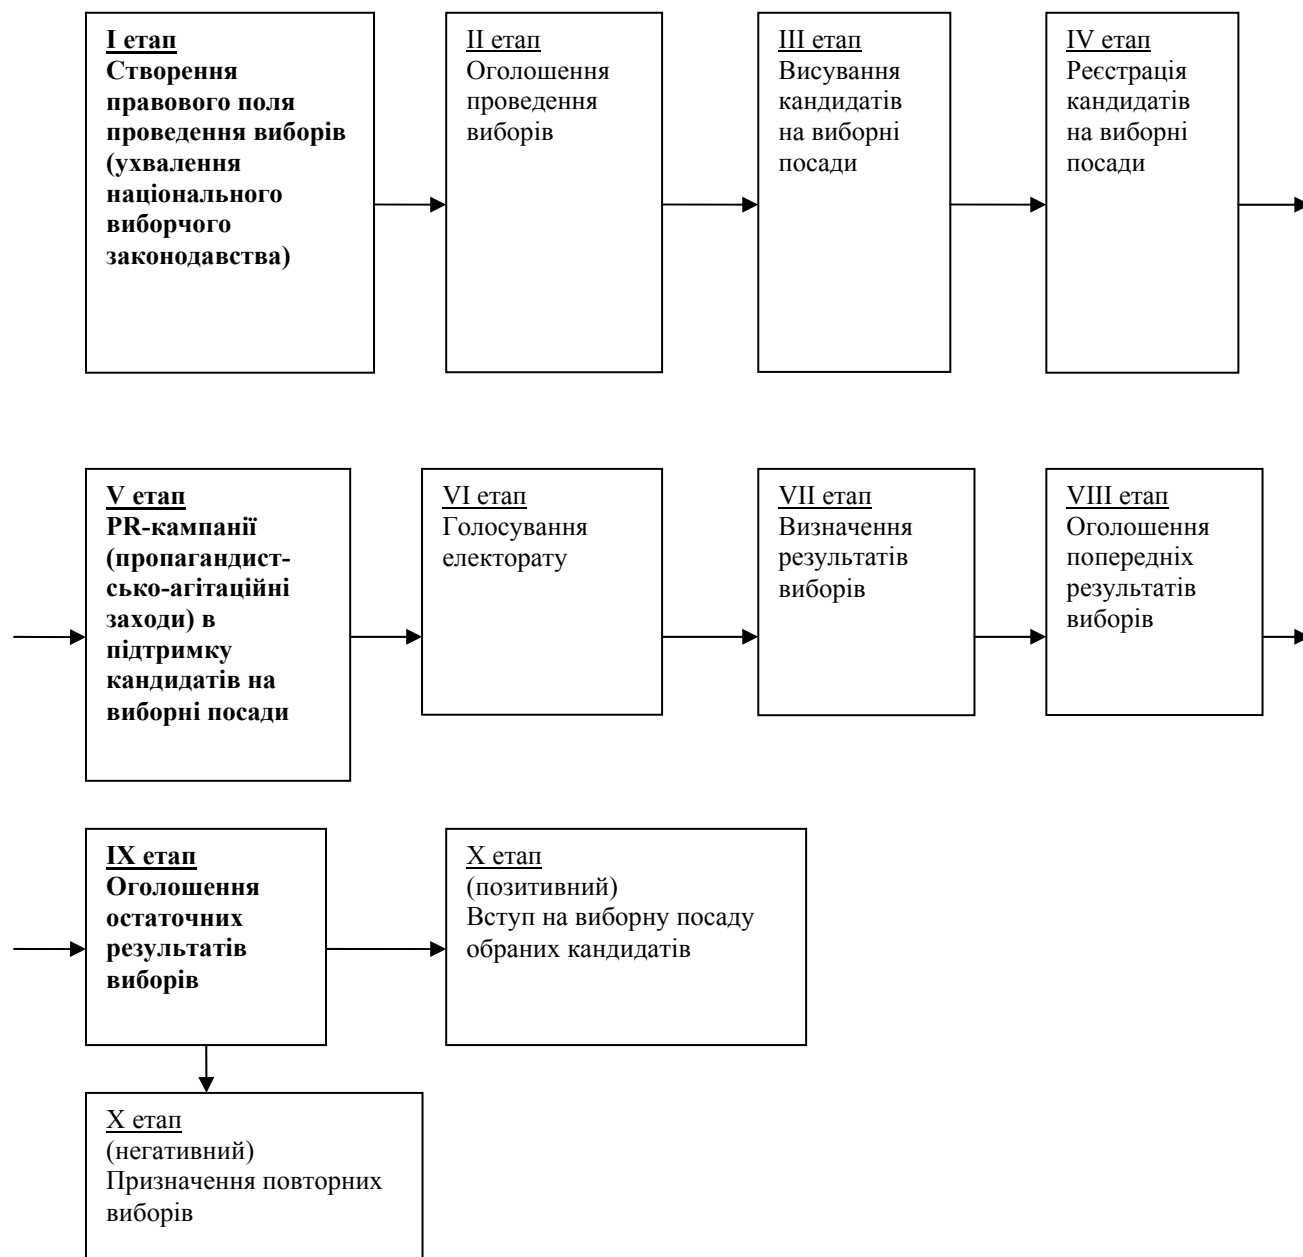 I етап
Створення
правового поля
проведення виборів
(ухвалення
національного
виборчого
законодавства)
II етап
Оголошення
проведення
виборів
III етап
Висування
кандидатів
на виборні
посади
IV етап
Реєстрація
кандидатів
на виборні
посади
V етап
PR-кампанії
(пропагандист-
сько-агітаційні
заходи) в
підтримку
кандидатів на
виборні посади
VI етап
Голосування
електорату
VII етап
Визначення
результатів
виборів
VIII етап
Оголошення
попередніх
результатів
виборів
IX етап
Оголошення
остаточних
результатів
виборів
X етап
(позитивний)
Вступ на виборну посаду
обраних кандидатів
X етап
(негативний)
Призначення повторних
виборів